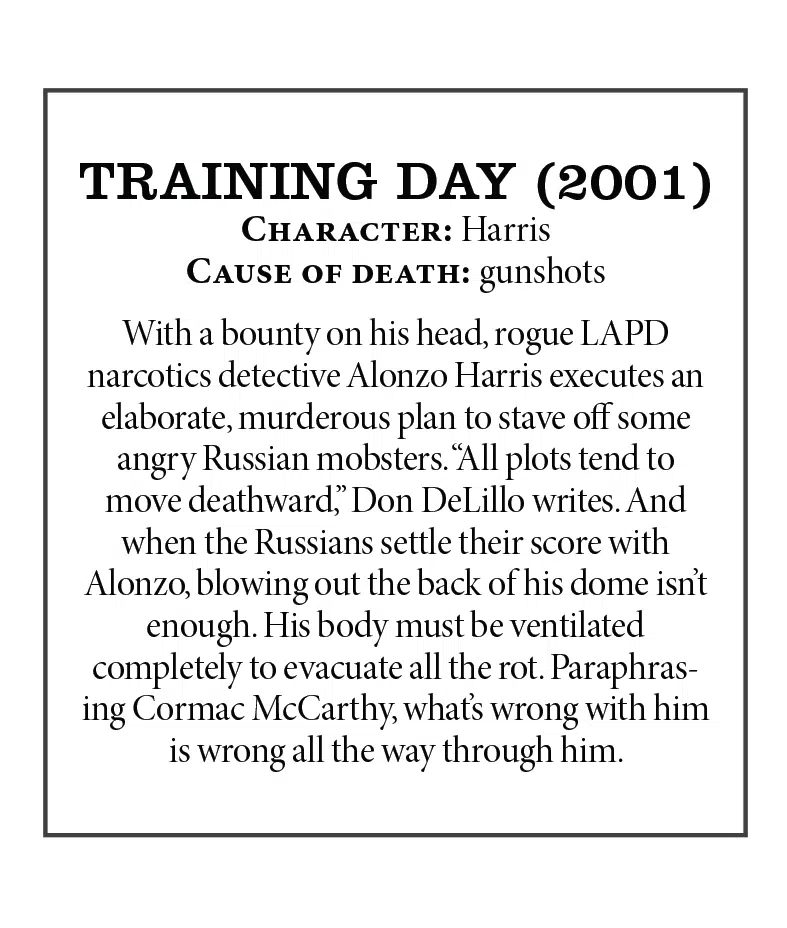 TRAINING DAY (2001)
CHARACTER: Harris
CAUSE OF DEATH: gunshots
With a bounty on his head, rogue LAPD
narcotics detective Alonzo Harris executes an
elaborate, murderous plan to stave off some
angry Russian mobsters. “All plots tend to
move deathward,” Don DeLillo writes. And
when the Russians settle their score with
Alonzo, blowing out the back of his dome isn’t
enough. His body must be ventilated
completely to evacuate all the rot. Paraphras-
ing Cormac McCarthy, what’s wrong with him
is wrong all the way through him.